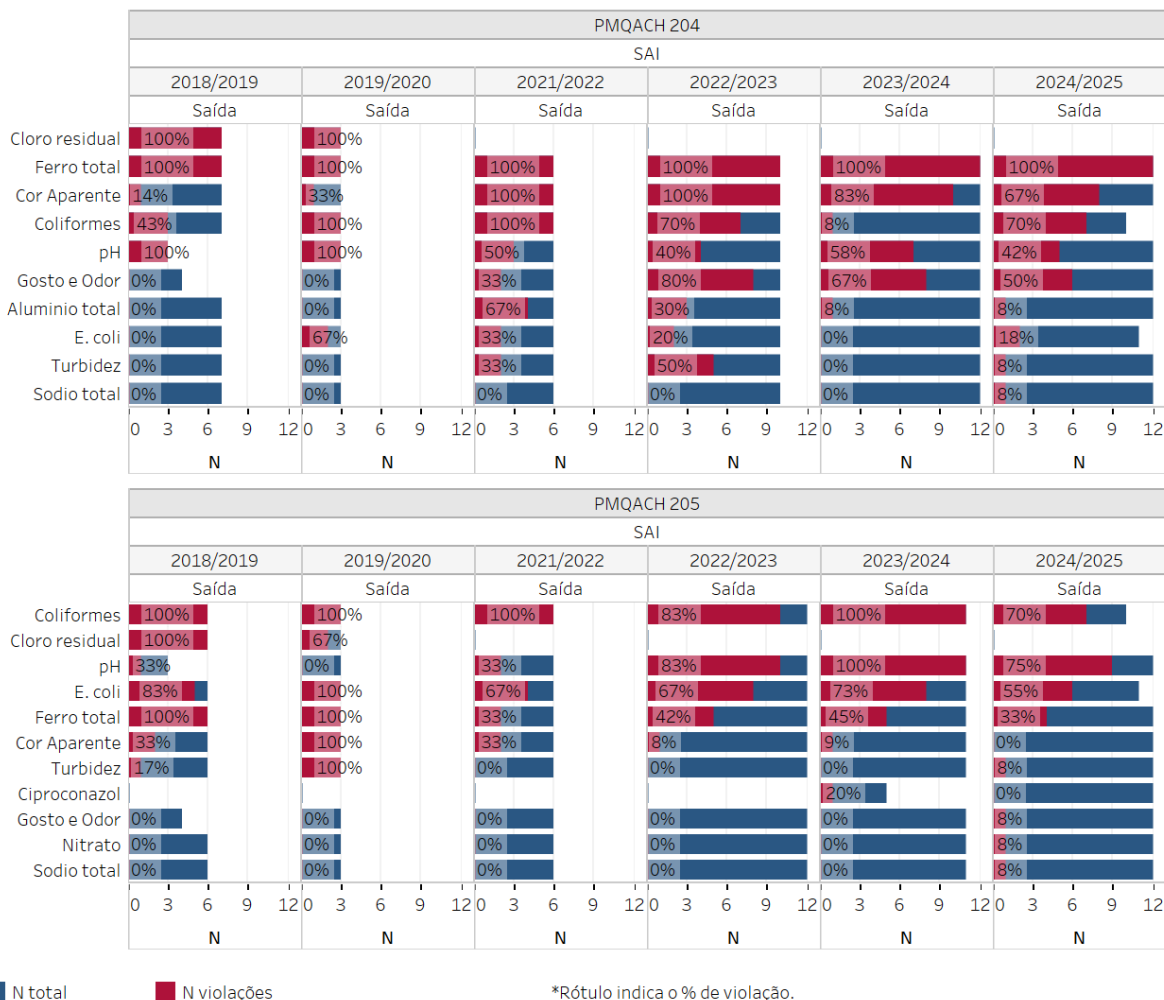 PMQACH 204
SAI
2018/2019 2019/2020 2021/2022 2022/2023 2023/2024 2024/2025
Saída Saída Saída Saída Saída Saída
Cloro residual 100% 100%
Ferro total 100% 100% 100% 100% 100% 100%
Cor Aparente 14% 33% 100% 100% 83% 67%
Coliformes 43% 100% 100% 70% 8% 70%
pH 100% 100% 50% 40% 58% 42%
Gosto e Odor 0% 0% 33% 80% 67% 50%
Aluminio total 0% 0% 67% 30% 8% 8%
E. coli 0% 67% 33% 20% 0% 18%
Turbidez 0% 0% 33% 50% 0% 8%
Sodio total 0% 0% 0% 0% 0% 8%
0 3 6 9 12 0 3 6 9 12 0 3 6 9 12 0 3 6 9 12 0 3 6 9 12 0 3 6 9 12
N N N N N N
PMQACH 205
SAI
2018/2019 2019/2020 2021/2022 2022/2023 2023/2024 2024/2025
Saída Saída Saída Saída Saída Saída
Coliformes 100% 100% 100% 83% 100% 70%
Cloro residual 100% 67%
pH 33% 0% 33% 83% 100% 75%
E. coli 83% 100% 67% 67% 73% 55%
Ferro total 100% 100% 33% 42% 45% 33%
Cor Aparente 33% 100% 33% 8% 9% 0%
Turbidez 17% 100% 0% 0% 0% 8%
Ciproconazol 20% 0%
Gosto e Odor 0% 0% 0% 0% 0% 8%
Nitrato 0% 0% 0% 0% 0% 8%
Sodio total 0% 0% 0% 0% 0% 8%
0 3 6 9 12 0 3 6 9 12 0 3 6 9 12 0 3 6 9 12 0 3 6 9 12 0 3 6 9 12
N N N N N N
N total N violações *Rótulo indica o % de violação.